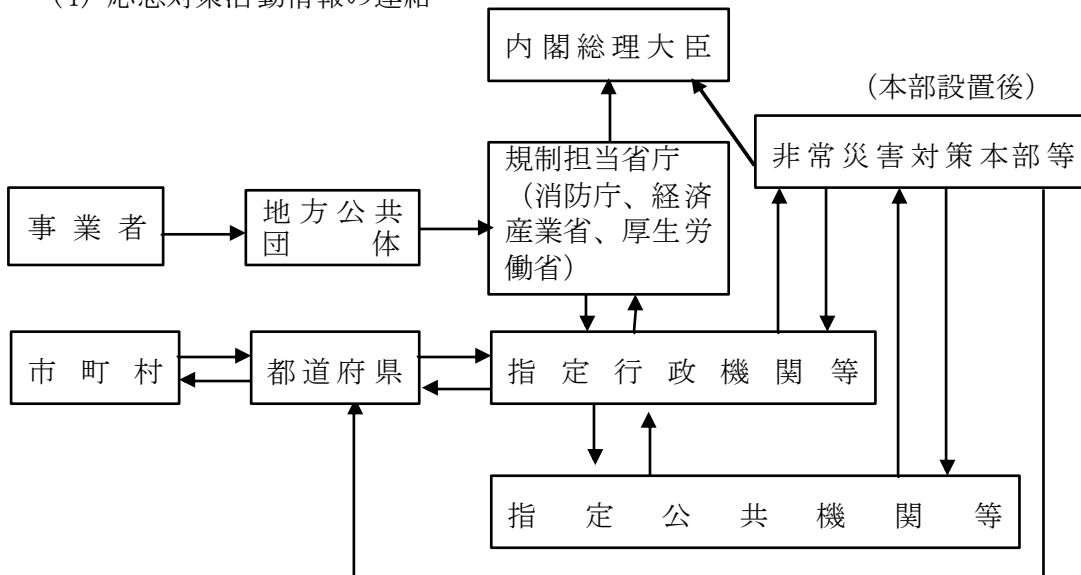 (4) 応急対策活動情報の連絡
内閣総理大臣
(本部設置後)
規制担当省庁
(消防庁、経済
産業省、厚生労
働省)
非常災害対策本部等
事業者
地方公共
団体
市町村
都道府県
指定行政機関等
指定公共機関等